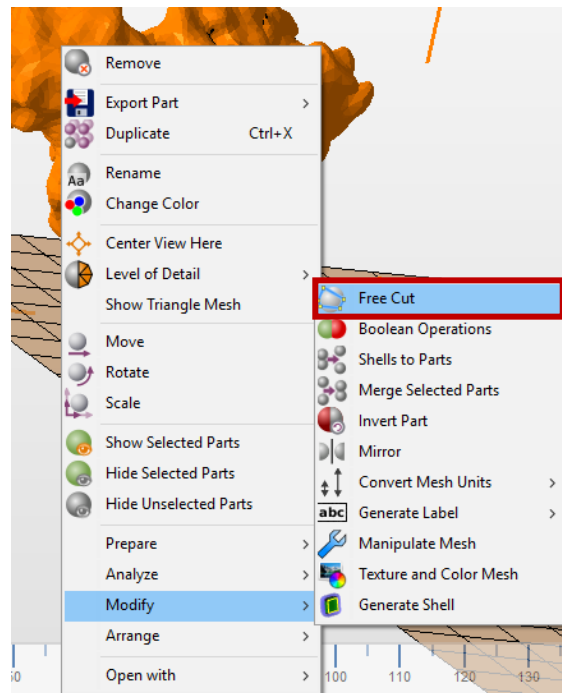 Remove
Export Part
Duplicate Ctrl+X
Rename
Aa
Change Color
Center View Here
Level of Detail
Show Triangle Mesh
Move
Rotate
Scale
Show Selected Parts
Hide Selected Parts
Hide Unselected Parts
Prepare
Analyze
Modify
Arrange
Open with
Free Cut
Boolean Operations
Shells to Parts
Merge Selected Parts
Invert Part
Mirror
Convert Mesh Units
abc Generate Label
Manipulate Mesh
Texture and Color Mesh
Generate Shell
0 100 110 120 130